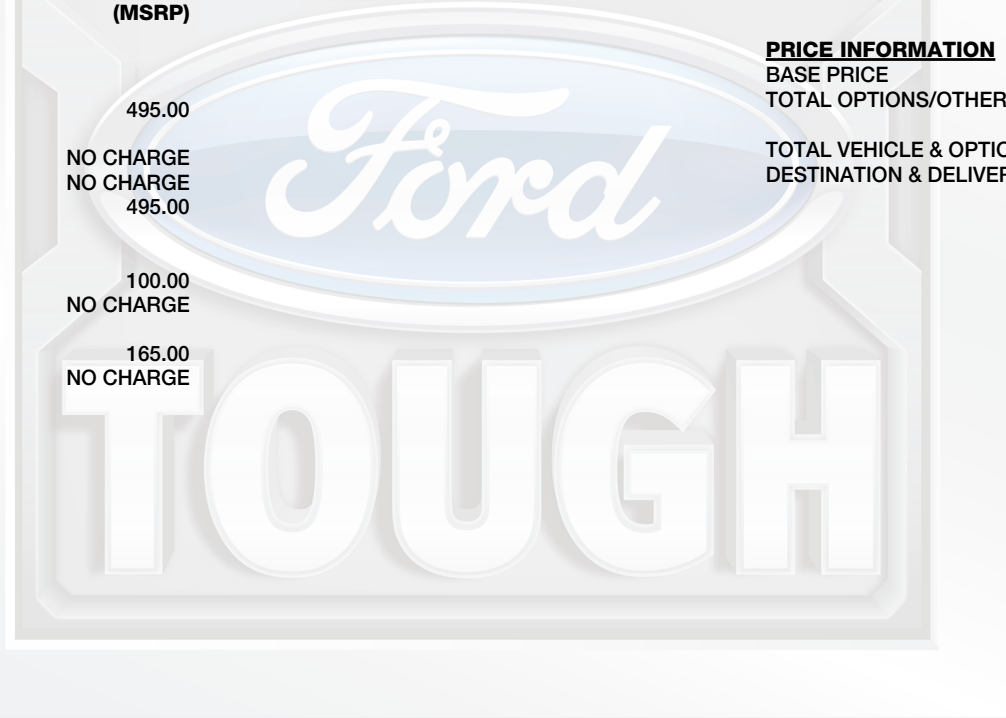 (MSRP)
495.00
NO CHARGE
NO CHARGE
495.00
100.00
NO CHARGE
165.00
NO CHARGE
PRICE INFORMATION
BASE PRICE
TOTAL OPTIONS/OTHER
TOTAL VEHICLE & OPTIO
DESTINATION & DELIVER
Ford
TOUGH